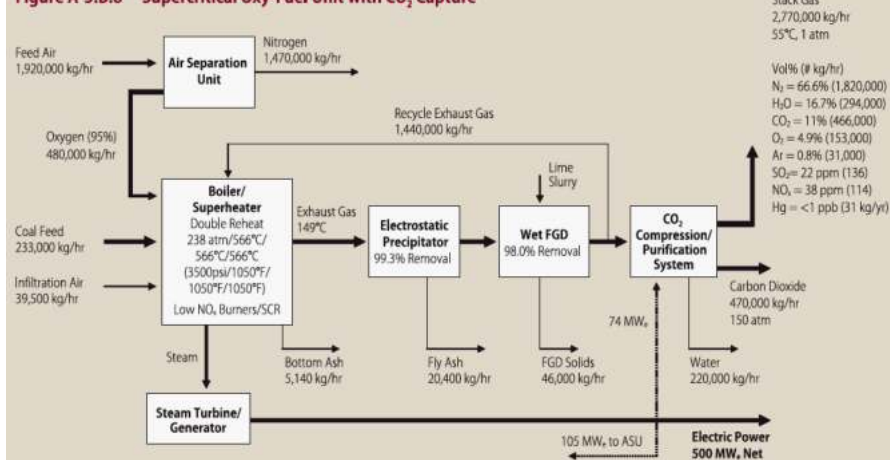 Figure A-3.B.6 Supercritical Oxy-Fuel Unit with CO₂ Capture
Stack Gas
2,770,000 kg/hr
55°C, 1 atm
Vol% (# kg/hr)
N₂ = 66.6% (1,820,000)
H₂O = 16.7% (294,000)
CO₂ = 11% (466,000)
O₂ = 4.9% (153,000)
Ar = 0.8% (31,000)
SO₂= 22 ppm (136)
NOₓ = 38 ppm (114)
Hg = <1 ppb (31 kg/yr)
Feed Air
1,920,000 kg/hr
Air Separation
Unit
Nitrogen
1,470,000 kg/hr
Oxygen (95%)
480,000 kg/hr
Recycle Exhaust Gas
1,440,000 kg/hr
Coal Feed
233,000 kg/hr
Infiltration Air
39,500 kg/hr
Boiler/
Superheater
Double Reheat
238 atm/566°C/
566°C/566°C
(3500psi/1050°F/
1050°F/1050°F)
Low NOₓ Burners/SCR
Exhaust Gas
149°C
Electrostatic
Precipitator
99.3% Removal
Lime
Slurry
Wet FGD
98.0% Removal
CO₂
Compression/
Purification
System
Carbon Dioxide
470,000 kg/hr
150 atm
74 MWₑ
Steam
Bottom Ash
5,140 kg/hr
Fly Ash
20,400 kg/hr
FGD Solids
46,000 kg/hr
Water
220,000 kg/hr
Steam Turbine/
Generator
105 MWₑ to ASU
Electric Power
500 MWₑ Net